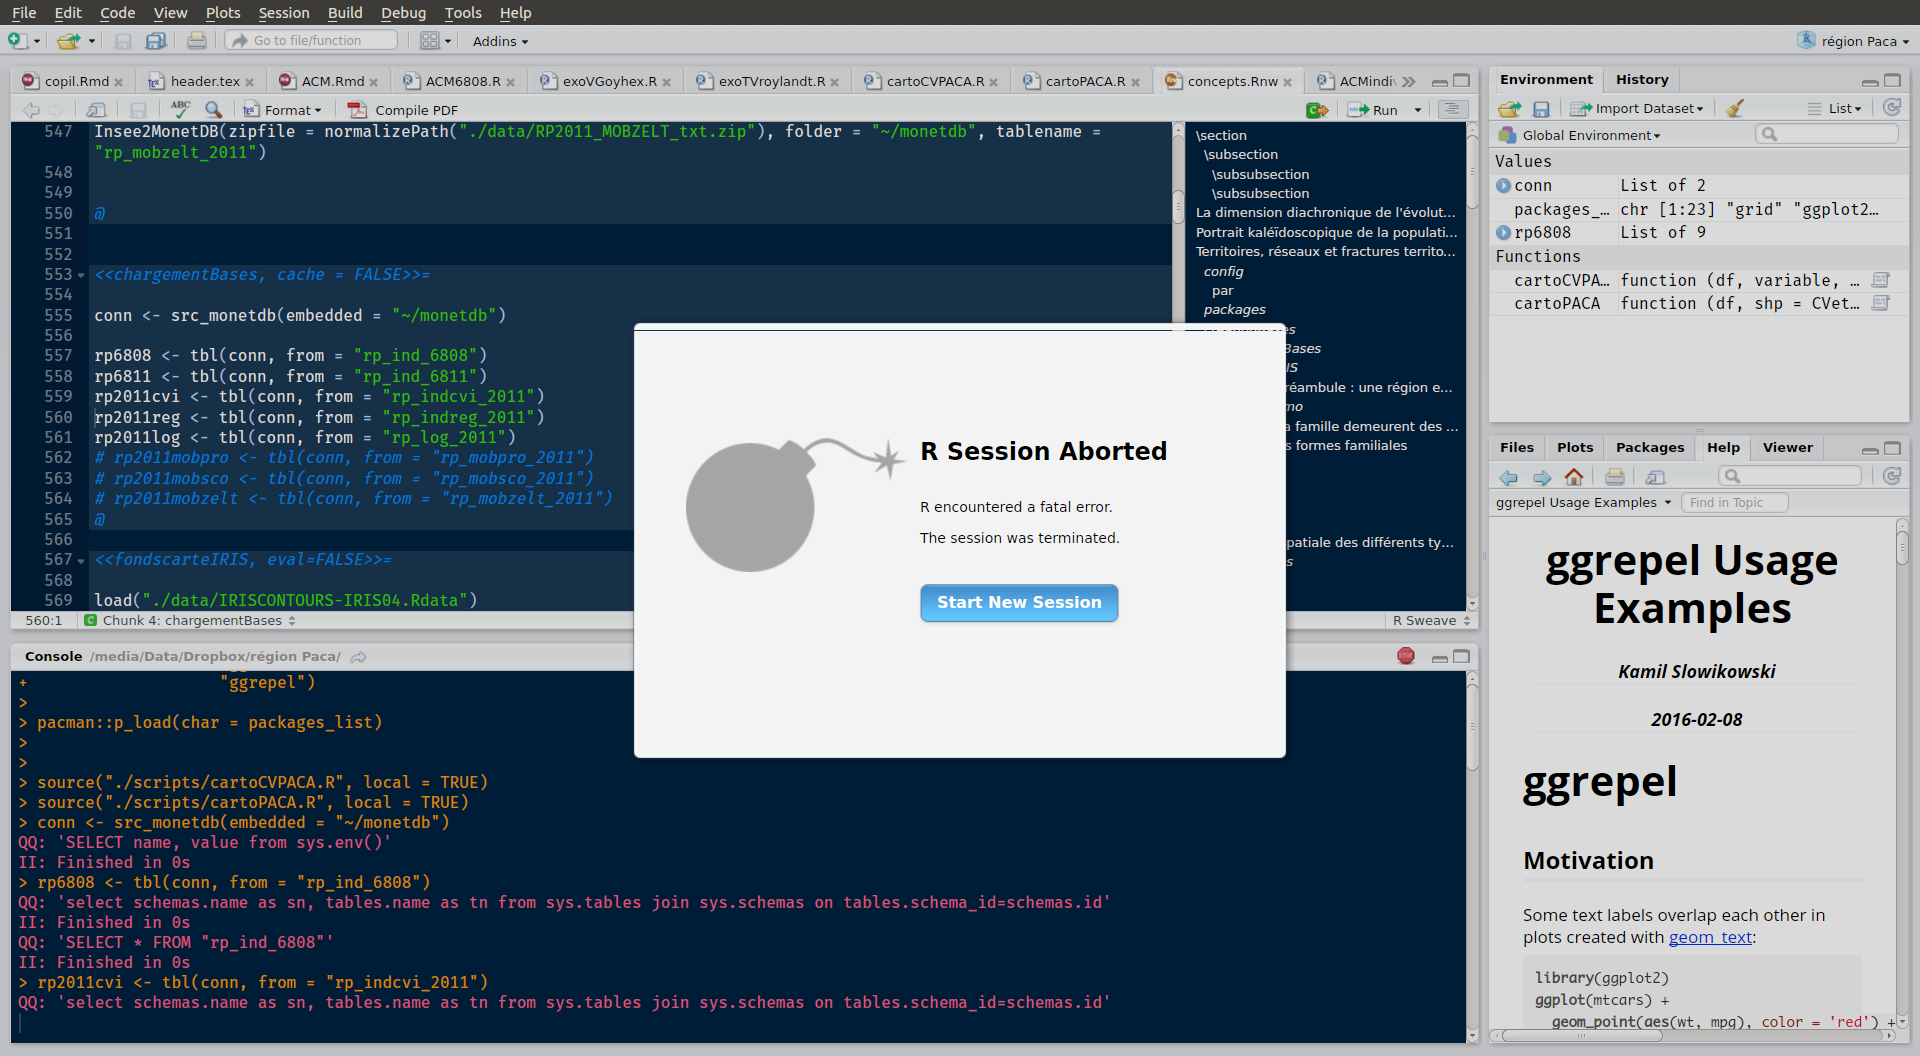 File Edit Code View Plots Session Build Debug Tools Help
Go to file/function
Addins
région Paca
copil.Rmd
header.tex
ACM.Rmd
ACM6808.R
exoVGoyhex.R
exoTVroylandt.R
cartoCVPACA.R
cartoPACA.R
concepts.Rnw
ACMindiv
Format
Compile PDF
Run
547 Insee2MonetDB(zipfile = normalizePath("./data/RP2011_MOBZELT_txt.zip"), folder = "~/monetdb", tablename =
"rp_mobzelt_2011")
548
549
550 @
551
552
553 <<chargementBases, cache = FALSE>>=
554
555 conn <- src_monetdb(embedded = "~/monetdb")
556
557 rp6808 <- tbl(conn, from = "rp_ind_6808")
558 rp6811 <- tbl(conn, from = "rp_ind_6811")
559 rp2011cvi <- tbl(conn, from = "rp_indcvi_2011")
560 rp2011reg <- tbl(conn, from = "rp_indreg_2011")
561 rp2011log <- tbl(conn, from = "rp_log_2011")
562 # rp2011mobpro <- tbl(conn, from = "rp_mobpro_2011")
563 # rp2011mobsco <- tbl(conn, from = "rp_mobsco_2011")
564 # rp2011mobzelt <- tbl(conn, from = "rp_mobzelt_2011")
565 @
566
567 <<fondscarteIRIS, eval=FALSE>>=
568
569 load("./data/IRISCONTOURS-IRIS04.Rdata")
560:1 Chunk 4: chargementBases
R Sweave
\section
\subsection
\subsubsection
\subsubsection
La dimension diachronique de l'évolut...
Portrait kaléïdoscopique de la populati...
Territoires, réseaux et fractures territo...
config
par
packages
es
Bases
IS
réambule : une région e...
mo
a famille demeurent des ...
s formes familiales
patiale des différents ty...
s
R Session Aborted
R encountered a fatal error.
The session was terminated.
Start New Session
Console /media/Data/Dropbox/région Paca/
+ "ggrepel")
>
> pacman::p_load(char = packages_list)
>
>
> source("./scripts/cartoCVPACA.R", local = TRUE)
> source("./scripts/cartoPACA.R", local = TRUE)
> conn <- src_monetdb(embedded = "~/monetdb")
QQ: 'SELECT name, value from sys.env()'
II: Finished in 0s
> rp6808 <- tbl(conn, from = "rp_ind_6808")
QQ: 'select schemas.name as sn, tables.name as tn from sys.tables join sys.schemas on tables.schema_id=schemas.id'
II: Finished in 0s
QQ: 'SELECT * FROM "rp_ind_6808"'
II: Finished in 0s
> rp2011cvi <- tbl(conn, from = "rp_indcvi_2011")
QQ: 'select schemas.name as sn, tables.name as tn from sys.tables join sys.schemas on tables.schema_id=schemas.id'
Environment History
Import Dataset
List
Global Environment
Values
conn List of 2
packages_... chr [1:23] "grid" "ggplot2...
rp6808 List of 9
Functions
cartoCVPA... function (df, variable, ...
cartoPACA function (df, shp = CVet...
Files Plots Packages Help Viewer
ggrepel Usage Examples
Find in Topic
ggrepel Usage
Examples
Kamil Slowikowski
2016-02-08
ggrepel
Motivation
Some text labels overlap each other in
plots created with geom_text:
library(ggplot2)
ggplot(mtcars) +
geom_point(aes(wt, mpg), color = 'red') +